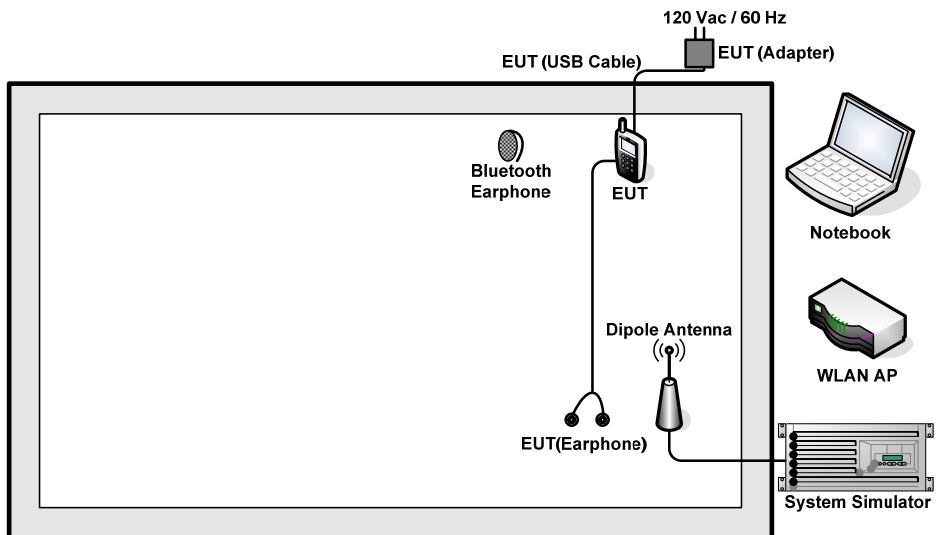 120 Vac / 60 Hz
EUT (Adapter)
EUT (USB Cable)
Bluetooth
Earphone
EUT
Notebook
Dipole Antenna
WLAN AP
EUT(Earphone)
System Simulator